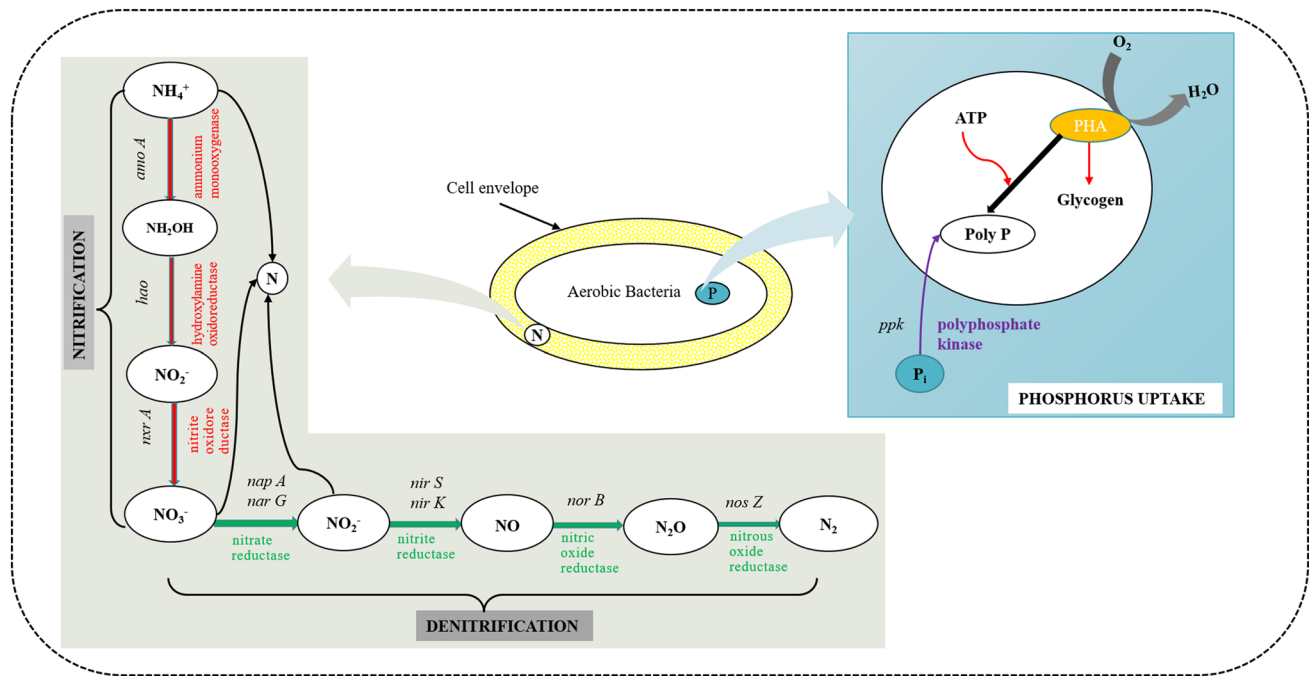 NITRIFICATION
NH₄⁺
amo A
ammonium
monooxygenase
NH₂OH
hao
hydroxylamine
oxidoreductase
NO₂⁻
nxr A
nitrite
oxidore
ductase
NO₃⁻
N
nap A
nar G
nitrate
reductase
NO₂⁻
nir S
nir K
nitrite
reductase
NO
nor B
nitric
oxide
reductase
N₂O
nos Z
nitrous
oxide
reductase
N₂
DENITRIFICATION
Cell envelope
Aerobic Bacteria
P
N
O₂
H₂O
ATP
PHA
Glycogen
Poly P
ppk
polyphosphate
kinase
Pᵢ
PHOSPHORUS UPTAKE